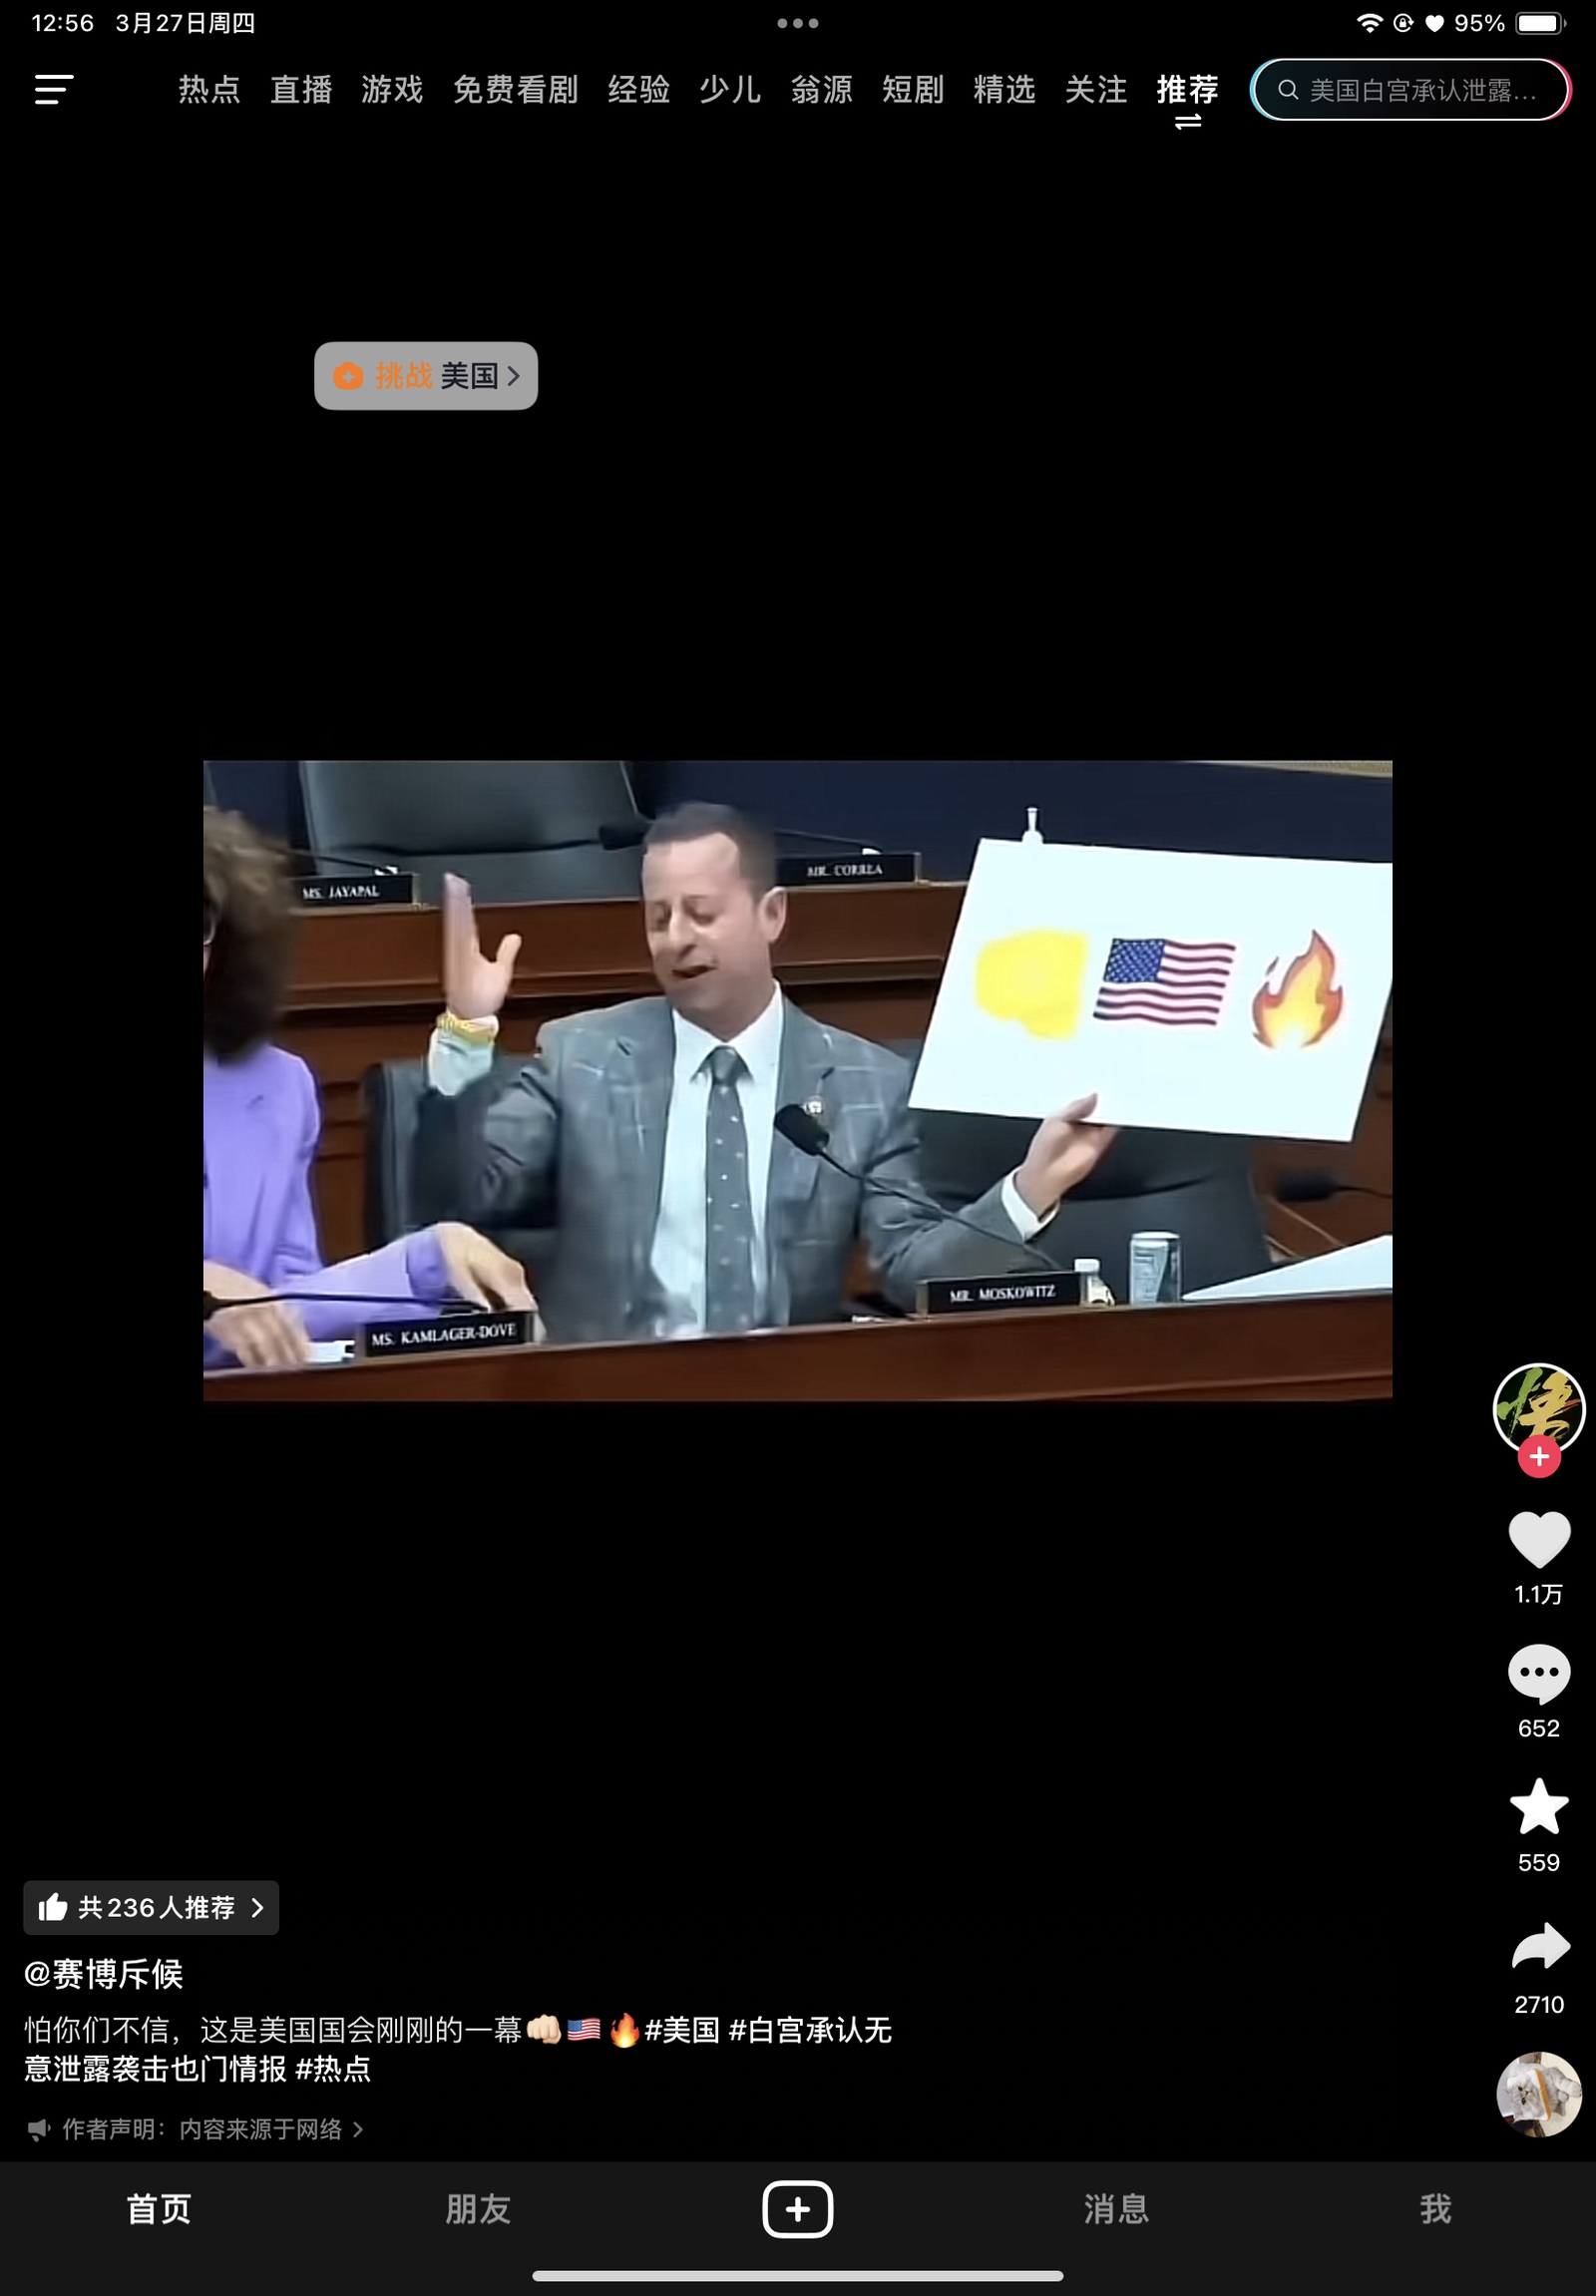 12:56 3月27日周四
95%
热点 直播 游戏 免费看剧 经验 少儿 翁源 短剧 精选 关注 推荐
美国白宫承认泄露...
挑战 美国
MS. JAYAPAL
MR. CORREA
MR. MOSKOWITZ
MS. KAMLAGER-DOVE
悟
1.1万
652
559
2710
共236人推荐
@赛博斥候
怕你们不信，这是美国国会刚刚的一幕👊🏻🇺🇸🔥#美国 #白宫承认无
意泄露袭击也门情报 #热点
作者声明：内容来源于网络
首页 朋友 消息 我